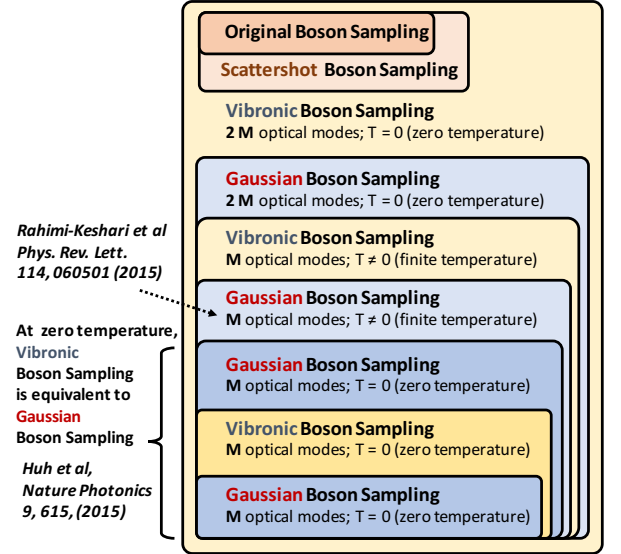 Original Boson Sampling
Scattershot Boson Sampling
Vibronic Boson Sampling
2 M optical modes; T = 0 (zero temperature)
Gaussian Boson Sampling
2 M optical modes; T = 0 (zero temperature)
Vibronic Boson Sampling
M optical modes; T ≠ 0 (finite temperature)
Gaussian Boson Sampling
M optical modes; T ≠ 0 (finite temperature)
Gaussian Boson Sampling
M optical modes; T = 0 (zero temperature)
Vibronic Boson Sampling
M optical modes; T = 0 (zero temperature)
Gaussian Boson Sampling
M optical modes; T = 0 (zero temperature)
Rahimi-Keshari et al
Phys. Rev. Lett.
114, 060501 (2015)
At zero temperature,
Vibronic
Boson Sampling
is equivalent to
Gaussian
Boson Sampling
Huh et al,
Nature Photonics
9, 615, (2015)